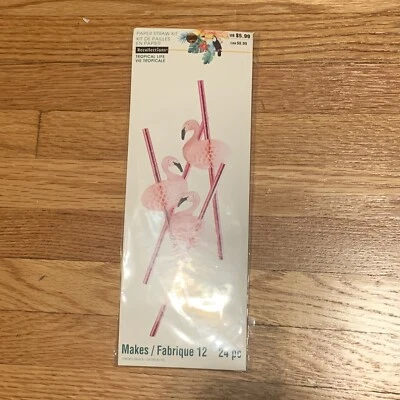 PAPER STRAW KIT
KIT DE PAILLES
EN PAPIER
Recollections
TROPICAL LIFE
VIE TROPICALE
US $5.99
Makes / Fabrique 12 24 pc